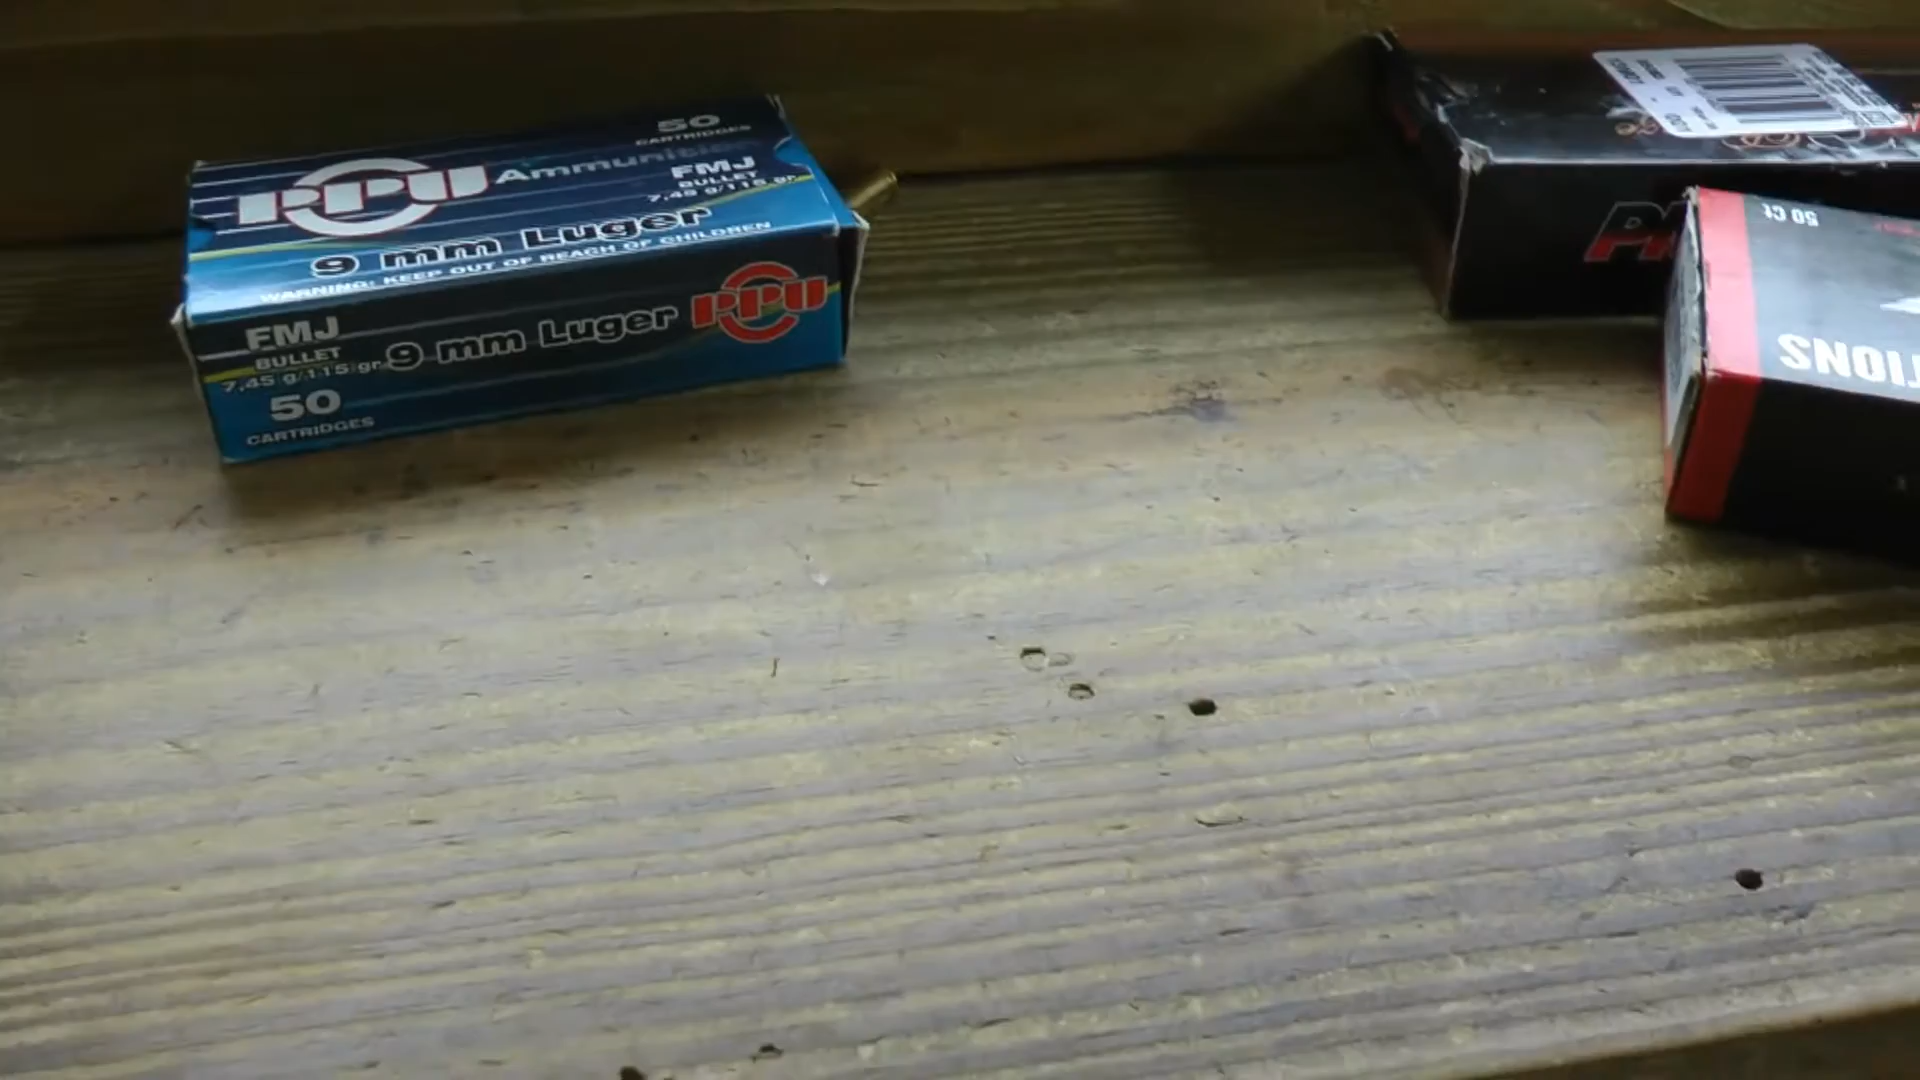 50
CARTRIDGES
PPU Ammunition
FMJ
BULLET
7,45 g/115 gr
9 mm Luger
WARNING: KEEP OUT OF REACH OF CHILDREN
FMJ
BULLET
7,45 g/115 gr
9 mm Luger
PPU
50
CARTRIDGES
50 Ct
TIONS